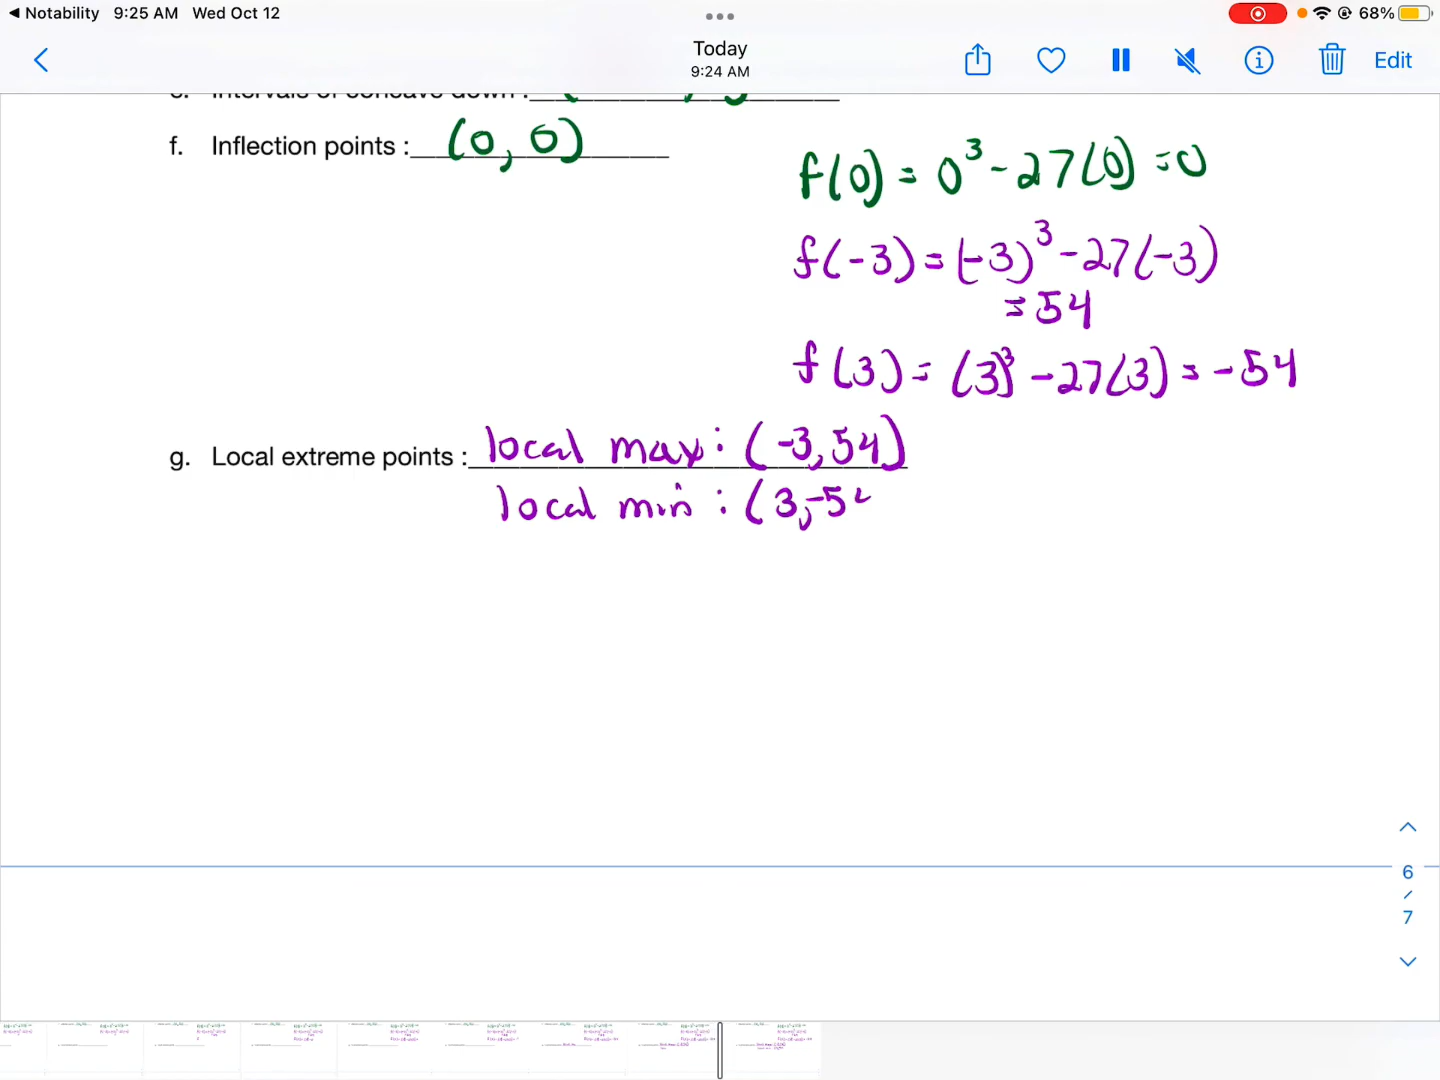 ◄ Notability 9:25 AM Wed Oct 12
68%
Today
9:24 AM
Edit
f. Inflection points : (0, 0)
f(0) = 0³ - 27(0) = 0
f(-3) = (-3)³ - 27(-3)
= 54
f(3) = (3)³ - 27(3) = -54
g. Local extreme points : local max : (-3, 54)
local min : (3, -5
6
/
7